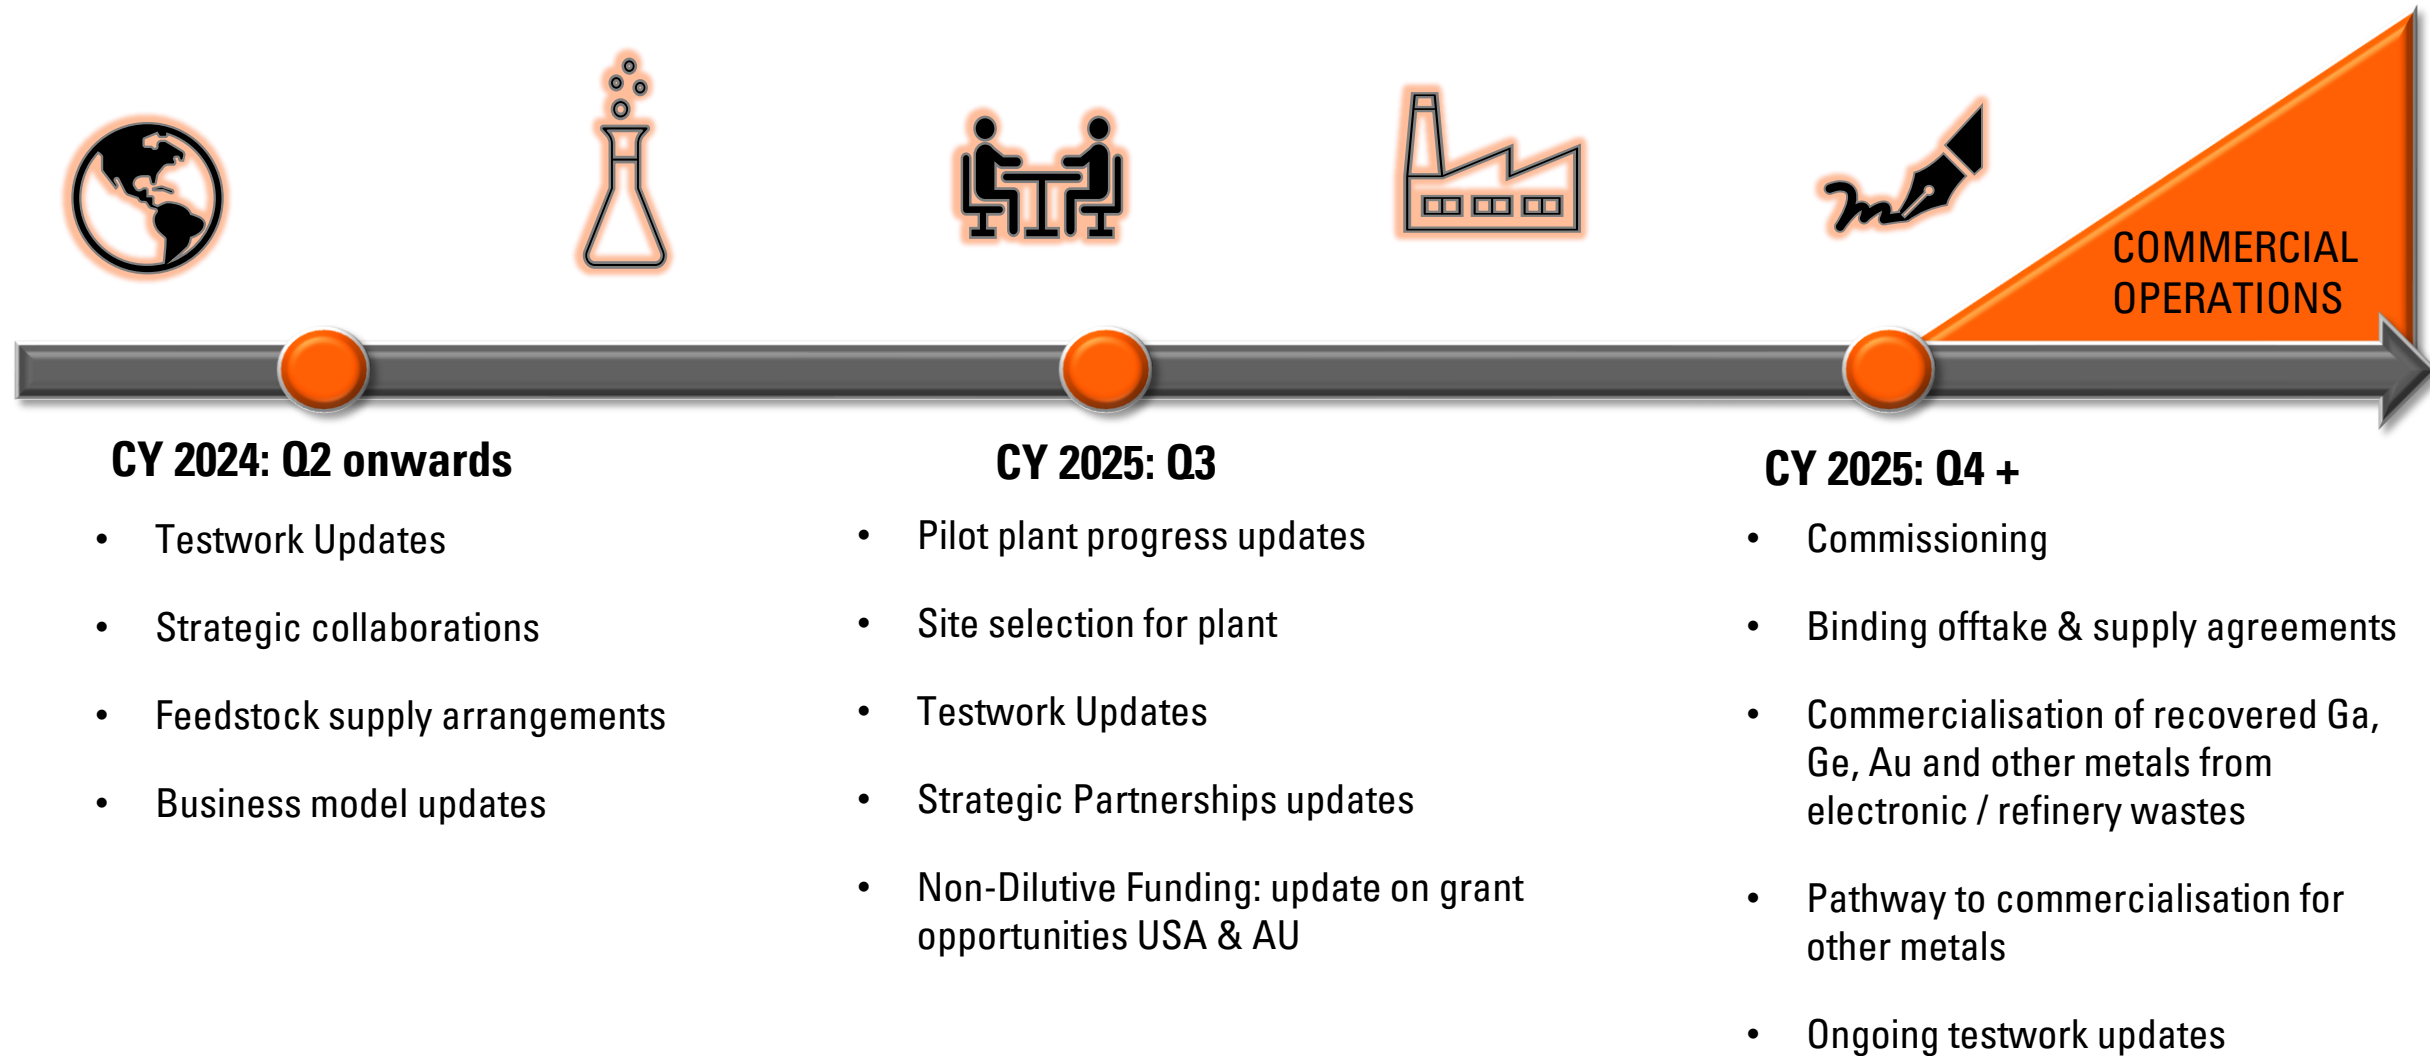 COMMERCIAL
OPERATIONS
CY 2024: Q2 onwards
• Testwork Updates
• Strategic collaborations
• Feedstock supply arrangements
• Business model updates
CY 2025: Q3
• Pilot plant progress updates
• Site selection for plant
• Testwork Updates
• Strategic Partnerships updates
• Non-Dilutive Funding: update on grant
opportunities USA & AU
CY 2025: Q4 +
• Commissioning
• Binding offtake & supply agreements
• Commercialisation of recovered Ga,
Ge, Au and other metals from
electronic / refinery wastes
• Pathway to commercialisation for
other metals
• Ongoing testwork updates